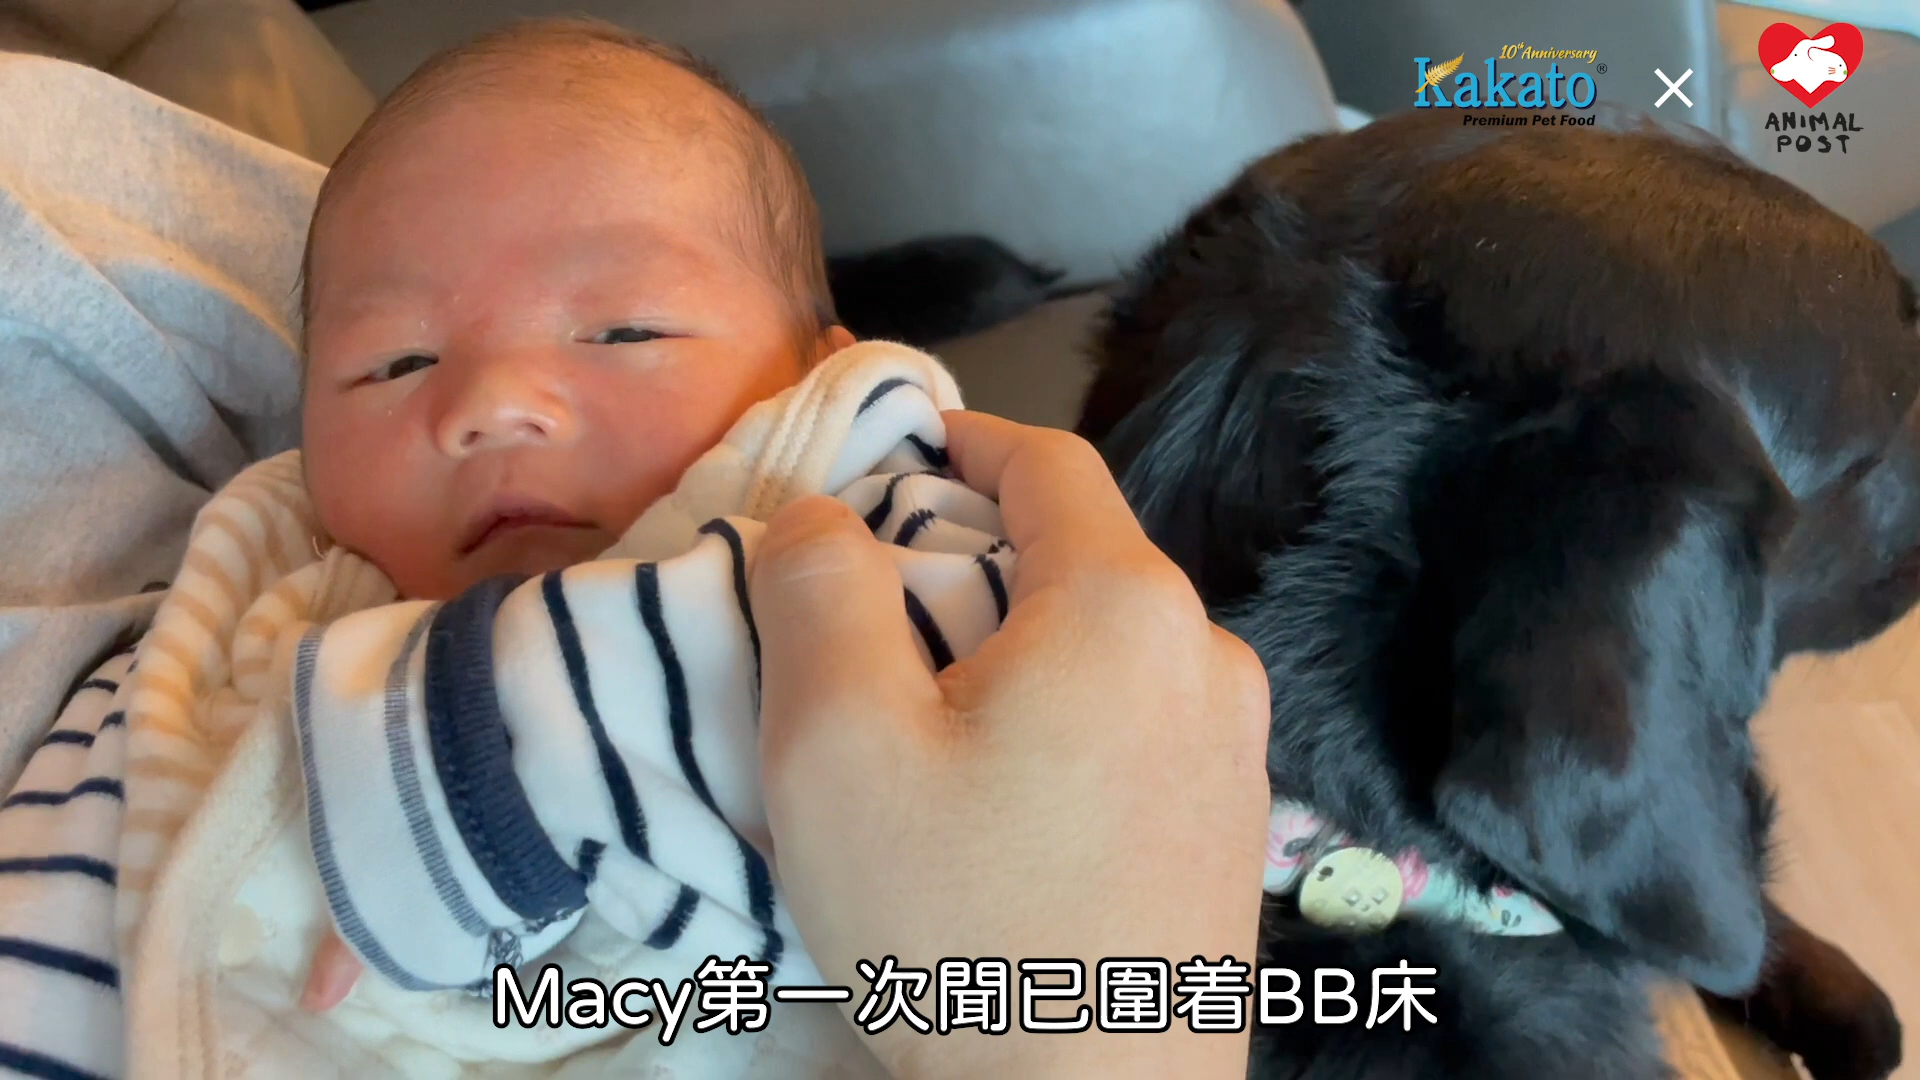 10th Anniversary
Kakato®
Premium Pet Food
×
ANIMAL
POST
Macy第一次聞已圍着BB床